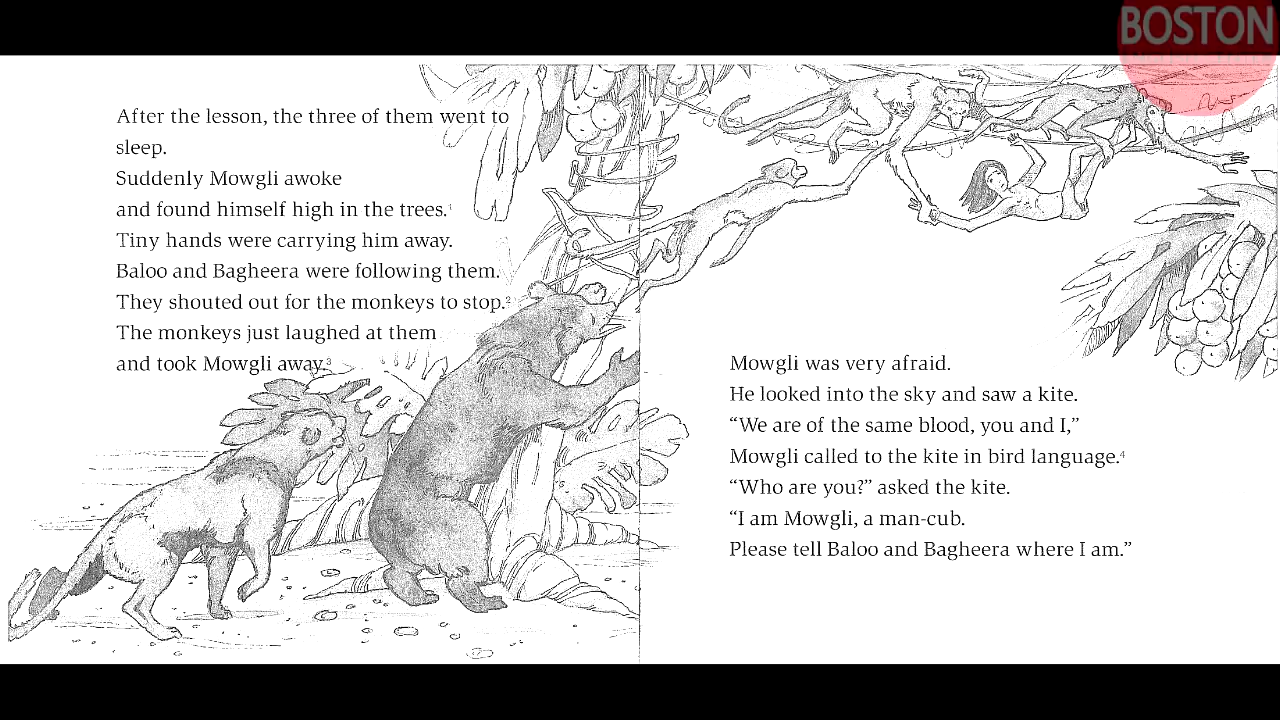 BOSTON
After the lesson, the three of them went to
sleep.
Suddenly Mowgli awoke
and found himself high in the trees.¹
Tiny hands were carrying him away.
Baloo and Bagheera were following them.
They shouted out for the monkeys to stop.²
The monkeys just laughed at them
and took Mowgli away.³
Mowgli was very afraid.
He looked into the sky and saw a kite.
“We are of the same blood, you and I,”
Mowgli called to the kite in bird language.⁴
“Who are you?” asked the kite.
“I am Mowgli, a man-cub.
Please tell Baloo and Bagheera where I am.”